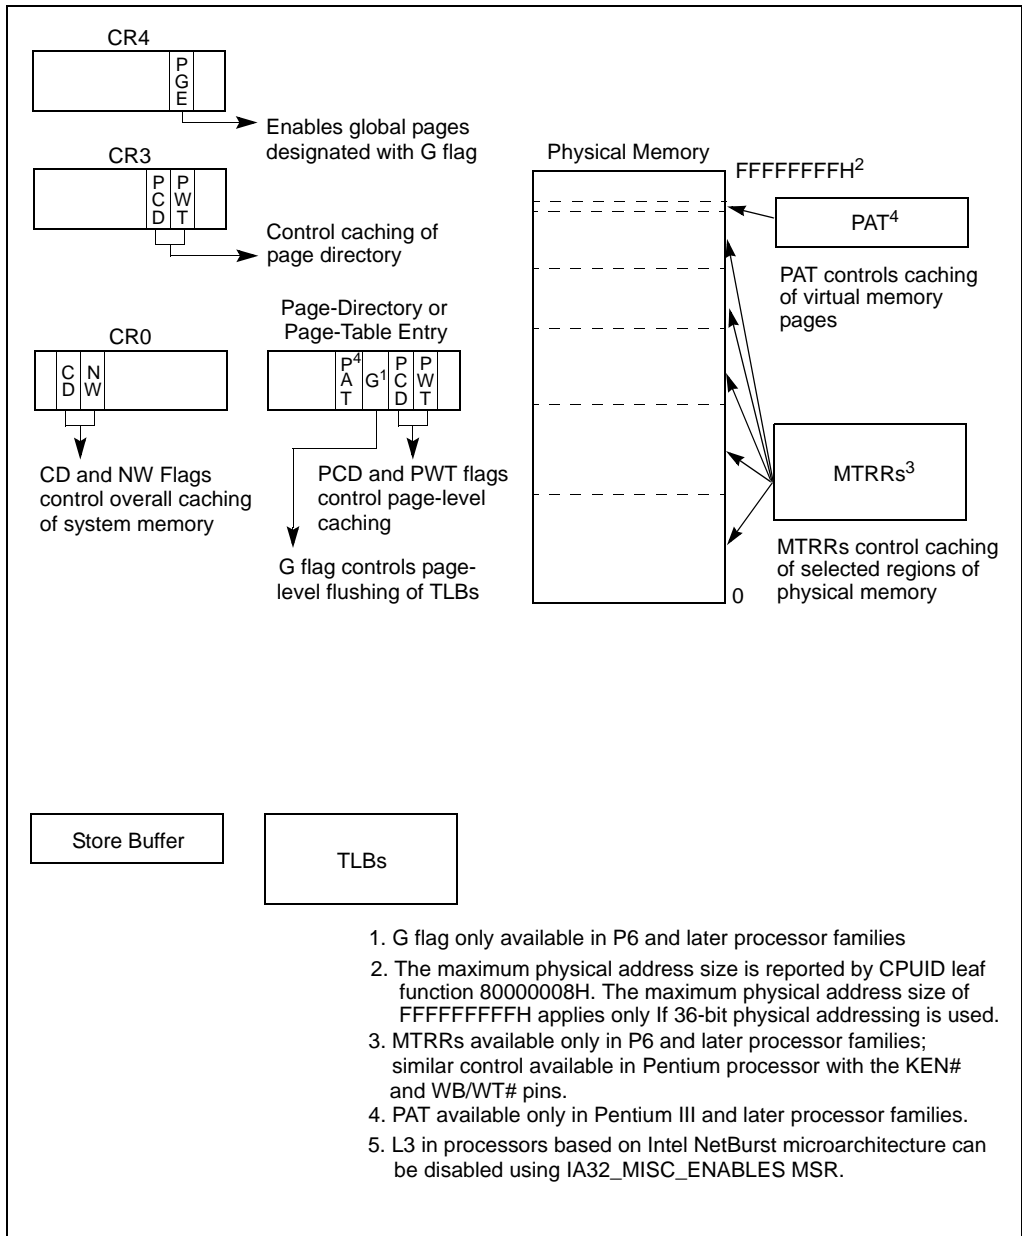 CR4
P
G
E
Enables global pages
designated with G flag
CR3
P
C
D
P
W
T
Control caching of
page directory
CR0
C
D
N
W
CD and NW Flags
control overall caching
of system memory
Page-Directory or
Page-Table Entry
P4
A
T
G1
P
C
D
P
W
T
PCD and PWT flags
control page-level
caching
G flag controls page-
level flushing of TLBs
Physical Memory
FFFFFFFFH2
0
PAT4
PAT controls caching
of virtual memory
pages
MTRRs3
MTRRs control caching
of selected regions of
physical memory
Store Buffer
TLBs
1. G flag only available in P6 and later processor families
2. The maximum physical address size is reported by CPUID leaf
function 80000008H. The maximum physical address size of
FFFFFFFFFH applies only If 36-bit physical addressing is used.
3. MTRRs available only in P6 and later processor families;
similar control available in Pentium processor with the KEN#
and WB/WT# pins.
4. PAT available only in Pentium III and later processor families.
5. L3 in processors based on Intel NetBurst microarchitecture can
be disabled using IA32_MISC_ENABLES MSR.